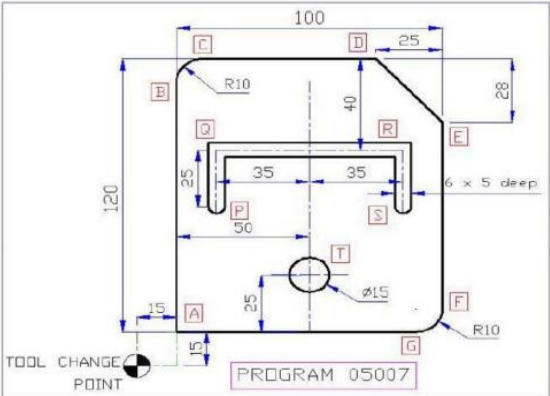 100
C
D
25
B
R10
28
40
Q
R
E
25
35
35
6 x 5 deep
120
P
S
50
T
ø15
25
F
15
A
15
R10
G
TOOL CHANGE
POINT
PROGRAM 05007